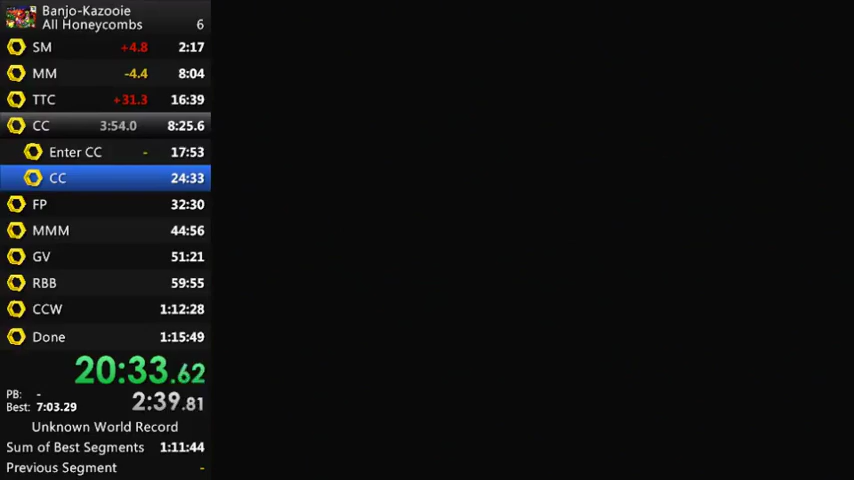 Banjo-Kazooie
All Honeycombs 6
SM +4.8 2:17
MM -4.4 8:04
TTC +31.3 16:39
CC 3:54.0 8:25.6
Enter CC - 17:53
CC 24:33
FP 32:30
MMM 44:56
GV 51:21
RBB 59:55
CCW 1:12:28
Done 1:15:49
20:33.62
PB: -
Best: 7:03.29 2:39.81
Unknown World Record
Sum of Best Segments 1:11:44
Previous Segment -